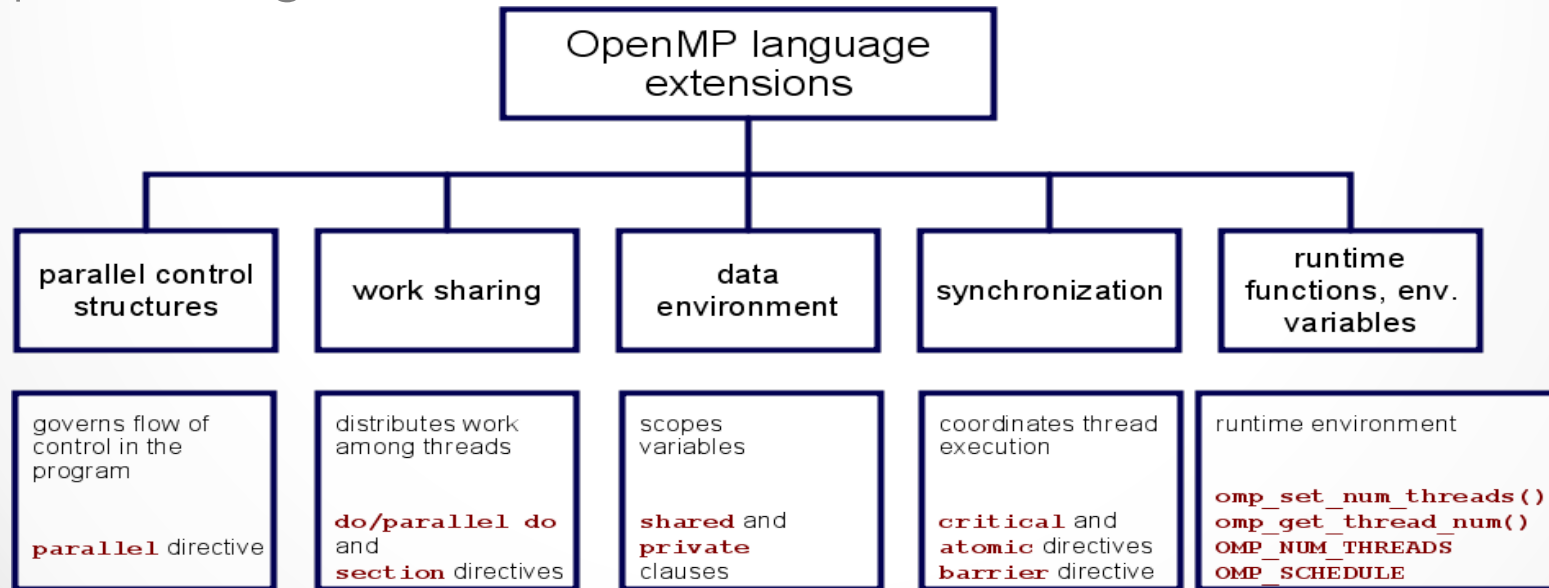 OpenMP language
extensions
parallel control
structures
work sharing
data
environment
synchronization
runtime
functions, env.
variables
governs flow of
control in the
program
parallel directive
distributes work
among threads
do/parallel do
and
section directives
scopes
variables
shared and
private
clauses
coordinates thread
execution
critical and
atomic directives
barrier directive
runtime environment
omp_set_num_threads()
omp_get_thread_num()
OMP_NUM_THREADS
OMP_SCHEDULE